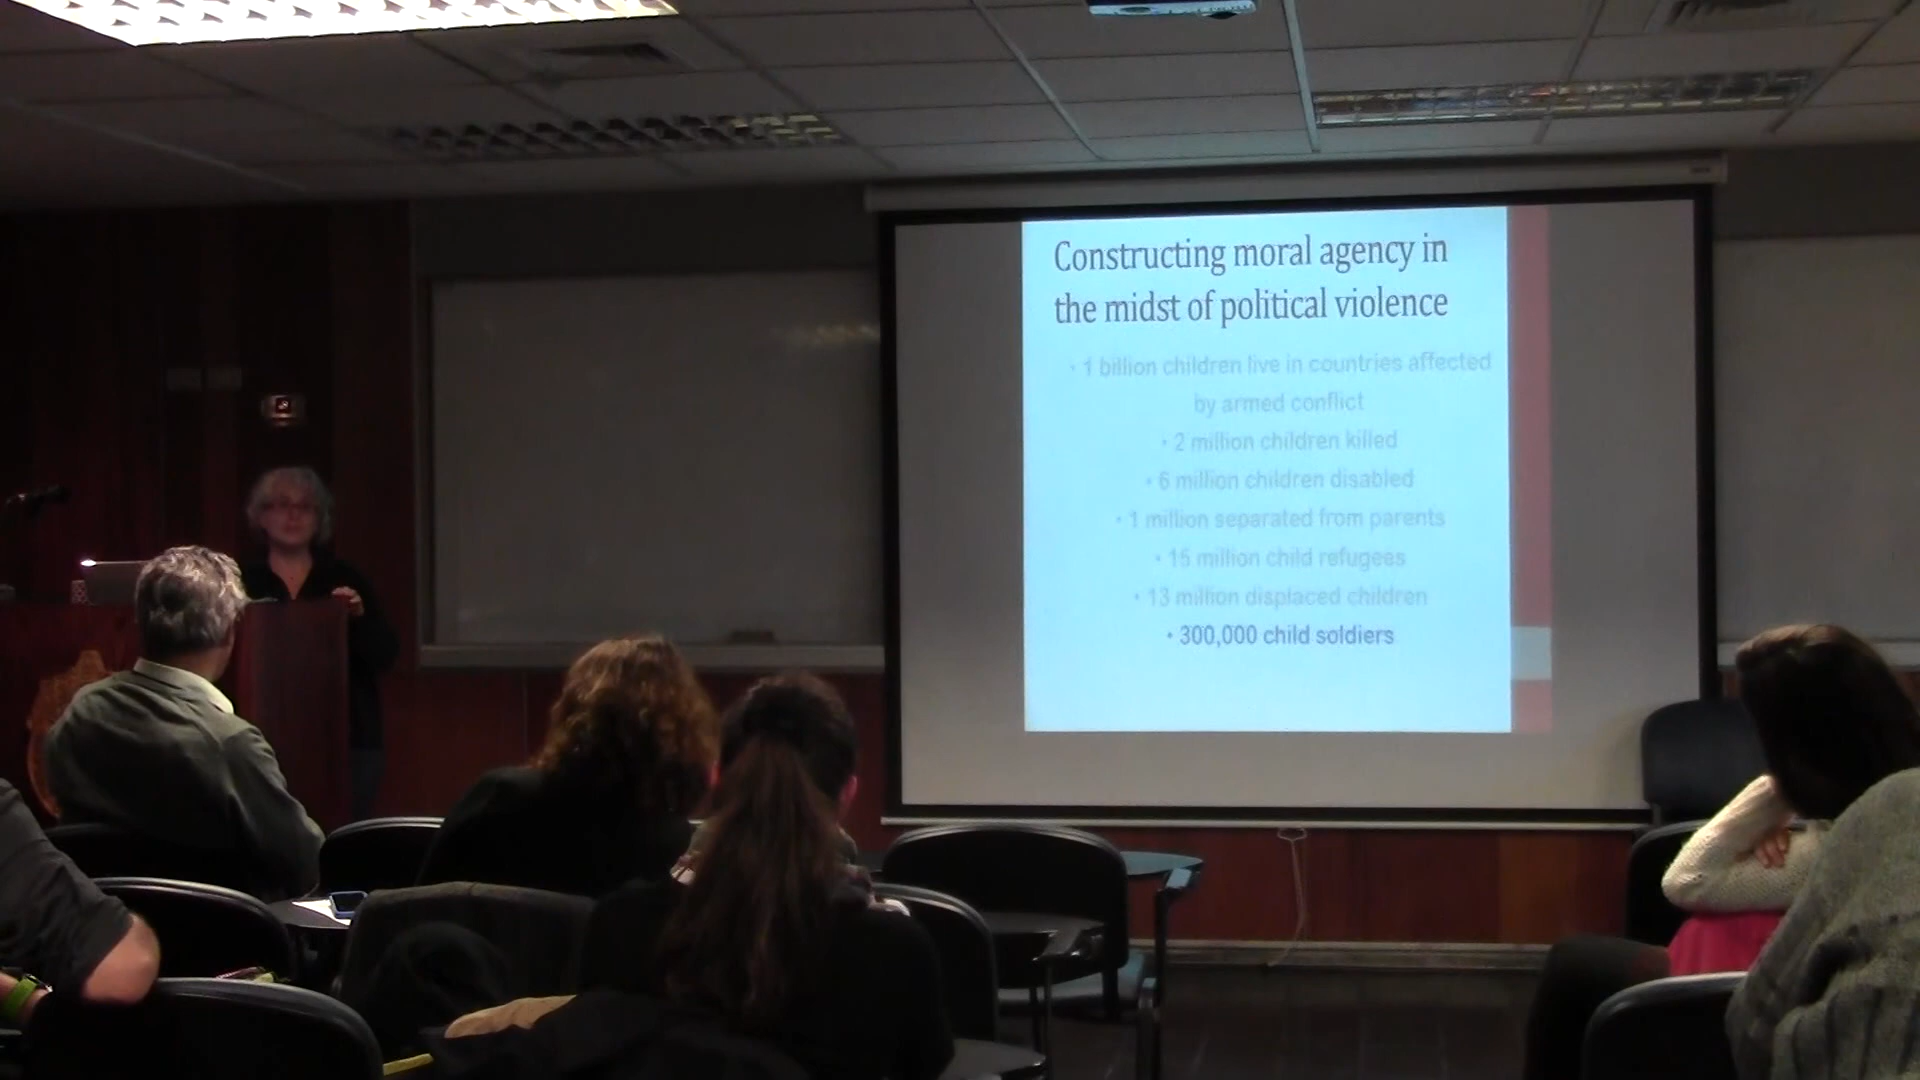 Constructing moral agency in
the midst of political violence
• 1 billion children live in countries affected
by armed conflict
• 2 million children killed
• 6 million children disabled
• 1 million separated from parents
• 15 million child refugees
• 13 million displaced children
• 300,000 child soldiers